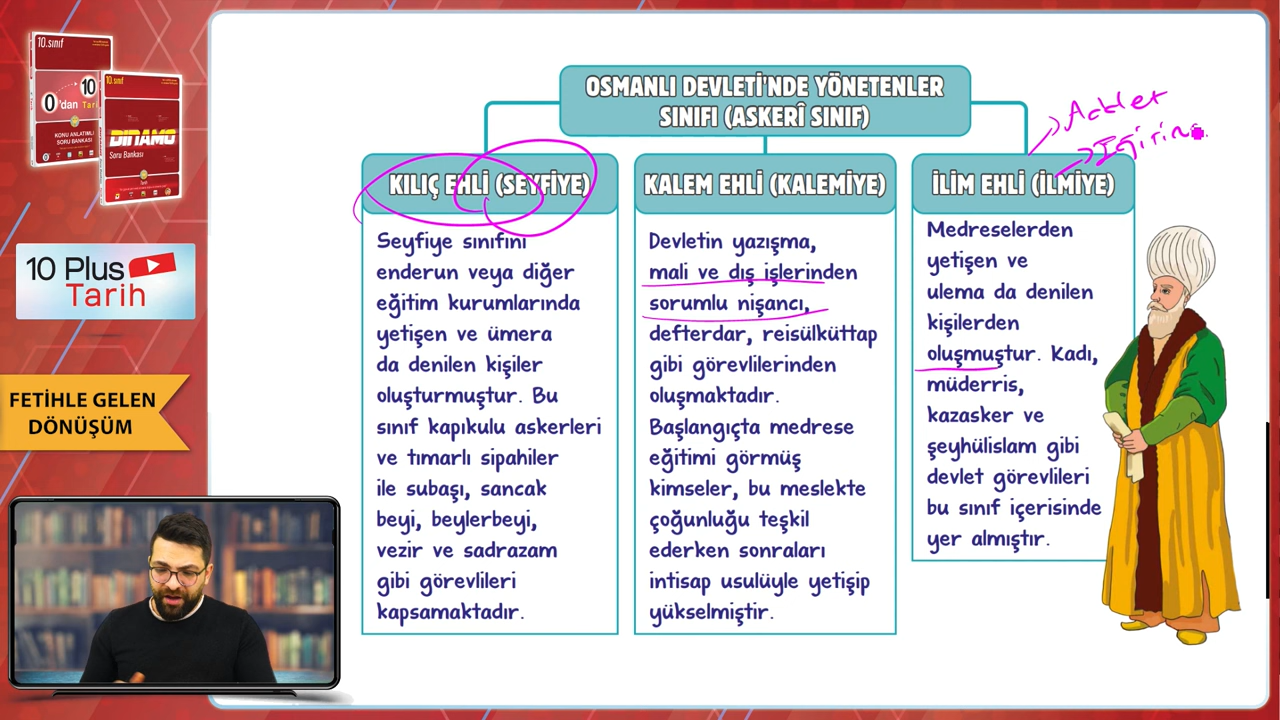 10.sınıf
10.sınıf
0'dan 10
Tari
KONU ANLATIMLI
SORU BANKASI
DİNAMO
Soru Bankası
10 Plus
Tarih
FETİHLE GELEN
DÖNÜŞÜM
OSMANLI DEVLETİ'NDE YÖNETENLER
SINIFI (ASKERÎ SINIF)
Adalet
KILIÇ EHLİ (SEYFİYE)
Seyfiye sınıfını
enderun veya diğer
eğitim kurumlarında
yetişen ve ümera
da denilen kişiler
oluşturmuştur. Bu
sınıf kapıkulu askerleri
ve tımarlı sipahiler
ile subaşı, sancak
beyi, beylerbeyi,
vezir ve sadrazam
gibi görevlileri
kapsamaktadır.
KALEM EHLİ (KALEMİYE)
Devletin yazışma,
mali ve dış işlerinden
sorumlu nişancı,
defterdar, reisülküttap
gibi görevlilerinden
oluşmaktadır.
Başlangıçta medrese
eğitimi görmüş
kimseler, bu meslekte
çoğunluğu teşkil
ederken sonraları
intisap usulüyle yetişip
yükselmiştir.
İLİM EHLİ (İLMİYE)
Medreselerden
yetişen ve
ulema da denilen
kişilerden
oluşmuştur. Kadı,
müderris,
kazasker ve
şeyhülislam gibi
devlet görevlileri
bu sınıf içerisinde
yer almıştır.